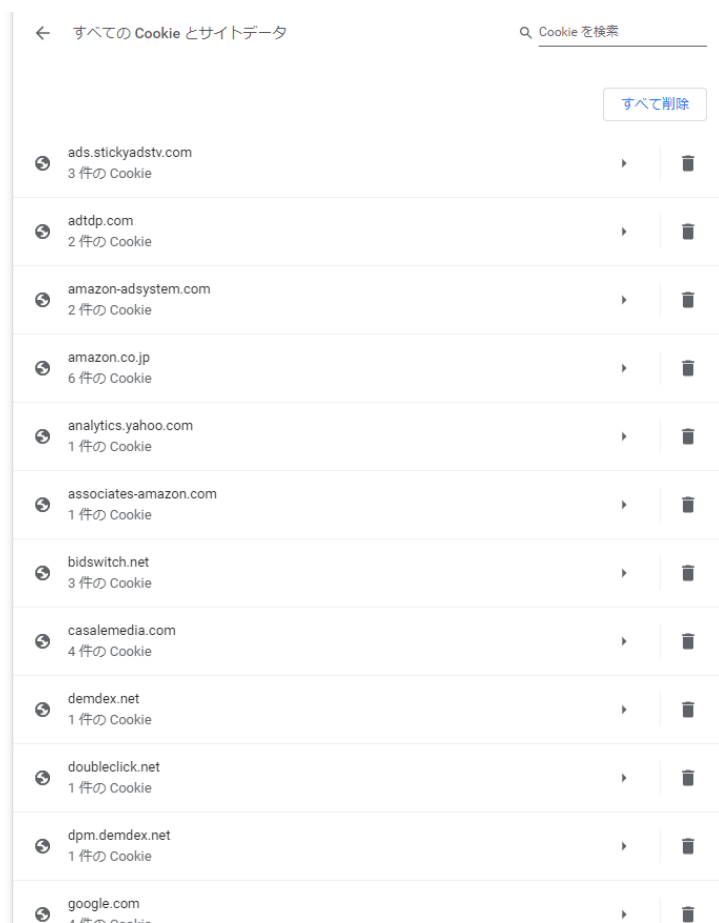 すべての Cookie とサイトデータ
Cookie を検索
すべて削除
ads.stickyadstv.com
3 件の Cookie
adtdp.com
2 件の Cookie
amazon-adsystem.com
2 件の Cookie
amazon.co.jp
6 件の Cookie
analytics.yahoo.com
1 件の Cookie
associates-amazon.com
1 件の Cookie
bidswitch.net
3 件の Cookie
casalemedia.com
4 件の Cookie
demdex.net
1 件の Cookie
doubleclick.net
1 件の Cookie
dpm.demdex.net
1 件の Cookie
google.com
4 件の Cookie